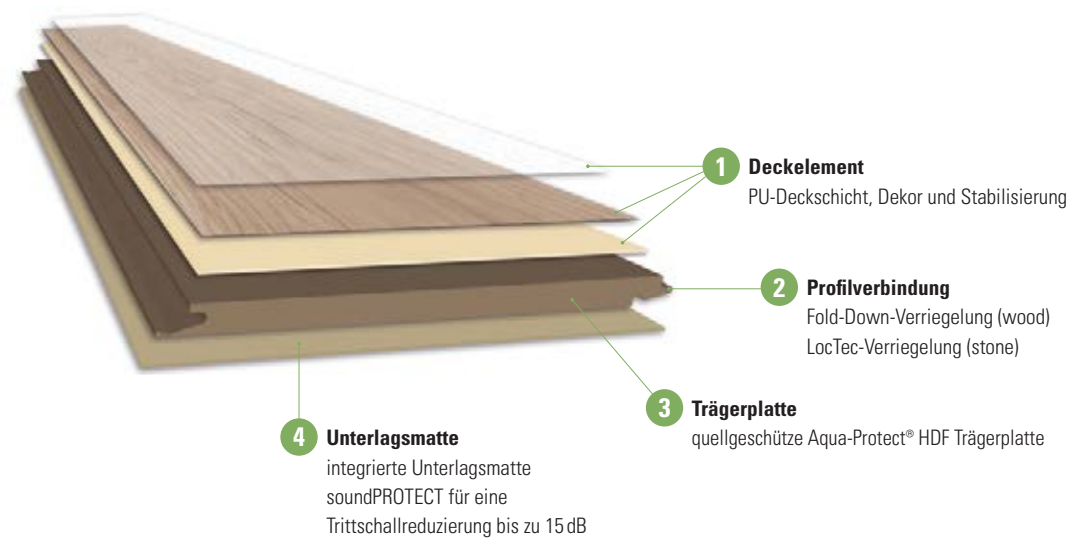 1 Deckelement
PU-Deckschicht, Dekor und Stabilisierung
2 Profilverbindung
Fold-Down-Verriegelung (wood)
LocTec-Verriegelung (stone)
3 Trägerplatte
quellgeschütze Aqua-Protect® HDF Trägerplatte
4 Unterlagsmatte
integrierte Unterlagsmatte
soundPROTECT für eine
Trittschallreduzierung bis zu 15 dB